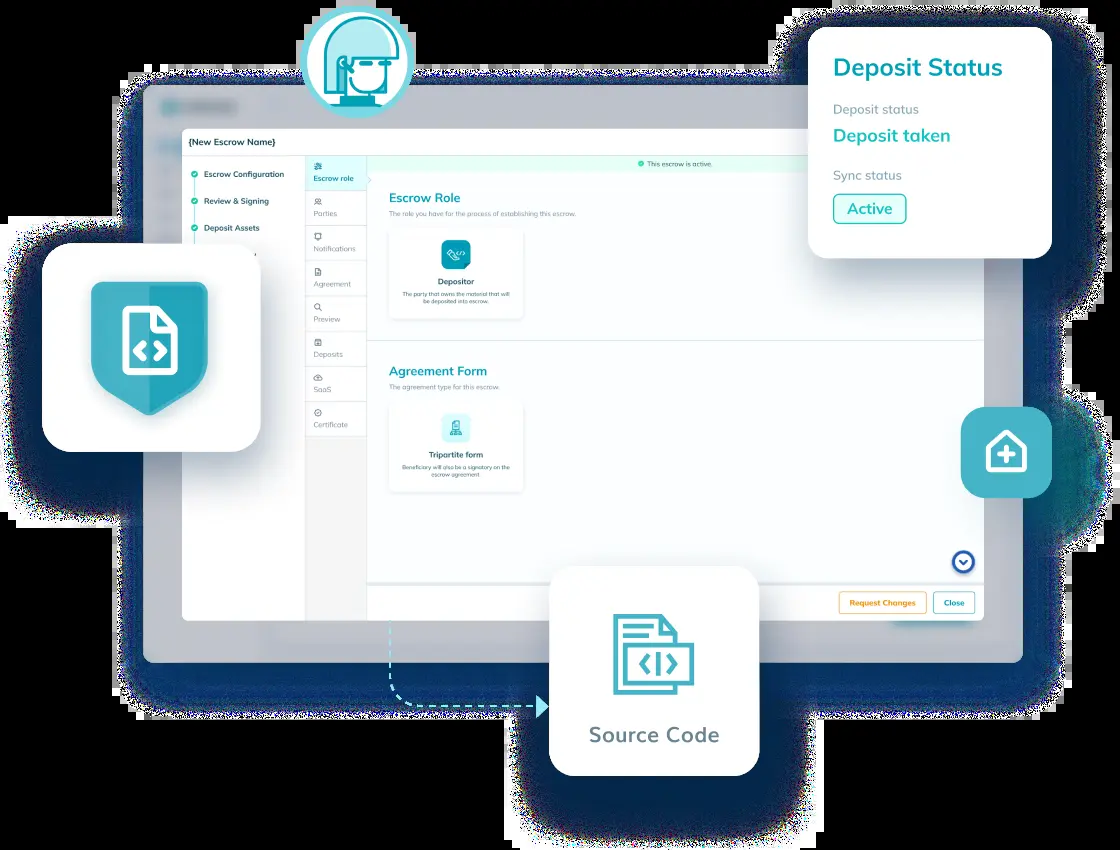 Deposit Status
Deposit status
Deposit taken
Sync status
Active
{New Escrow Name}
Escrow Configuration
Review & Signing
Deposit Assets
Escrow role
Parties
Notifications
Agreement
Preview
Deposits
SaaS
Certificate
This escrow is active.
Escrow Role
The role you have for the process of establishing this escrow.
Depositor
The party that owns the material that will
be deposited into escrow.
Agreement Form
The agreement type for this escrow.
Tripartite form
Beneficiary will also be a signatory on the
escrow agreement
Request Changes
Close
Source Code